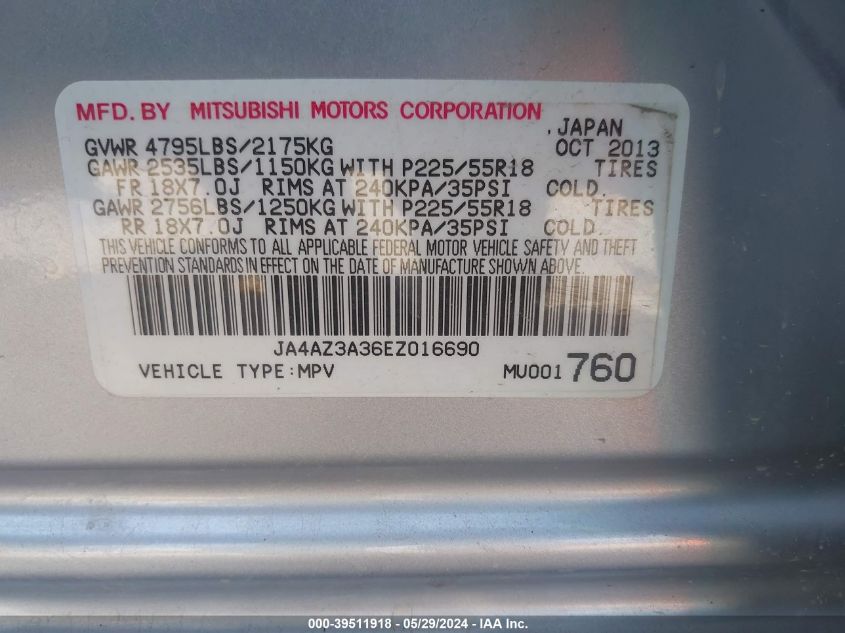 MFD. BY MITSUBISHI MOTORS CORPORATION
, JAPAN
GVWR 4795LBS/2175KG OCT 2013
GAWR 2535LBS/1150KG WITH P225/55R18 TIRES
FR 18X7.0J RIMS AT 240KPA/35PSI COLD.
GAWR 2756LBS/1250KG WITH P225/55R18 TIRES
RR 18X7.0J RIMS AT 240KPA/35PSI COLD
THIS VEHICLE CONFORMS TO ALL APPLICABLE FEDERAL MOTOR VEHICLE SAFETY AND THEFT
PREVENTION STANDARDS IN EFFECT ON THE DATE OF MANUFACTURE SHOWN ABOVE.
JA4AZ3A36EZ016690
VEHICLE TYPE:MPV MU001760
000-39511918 - 05/29/2024 - IAA Inc.